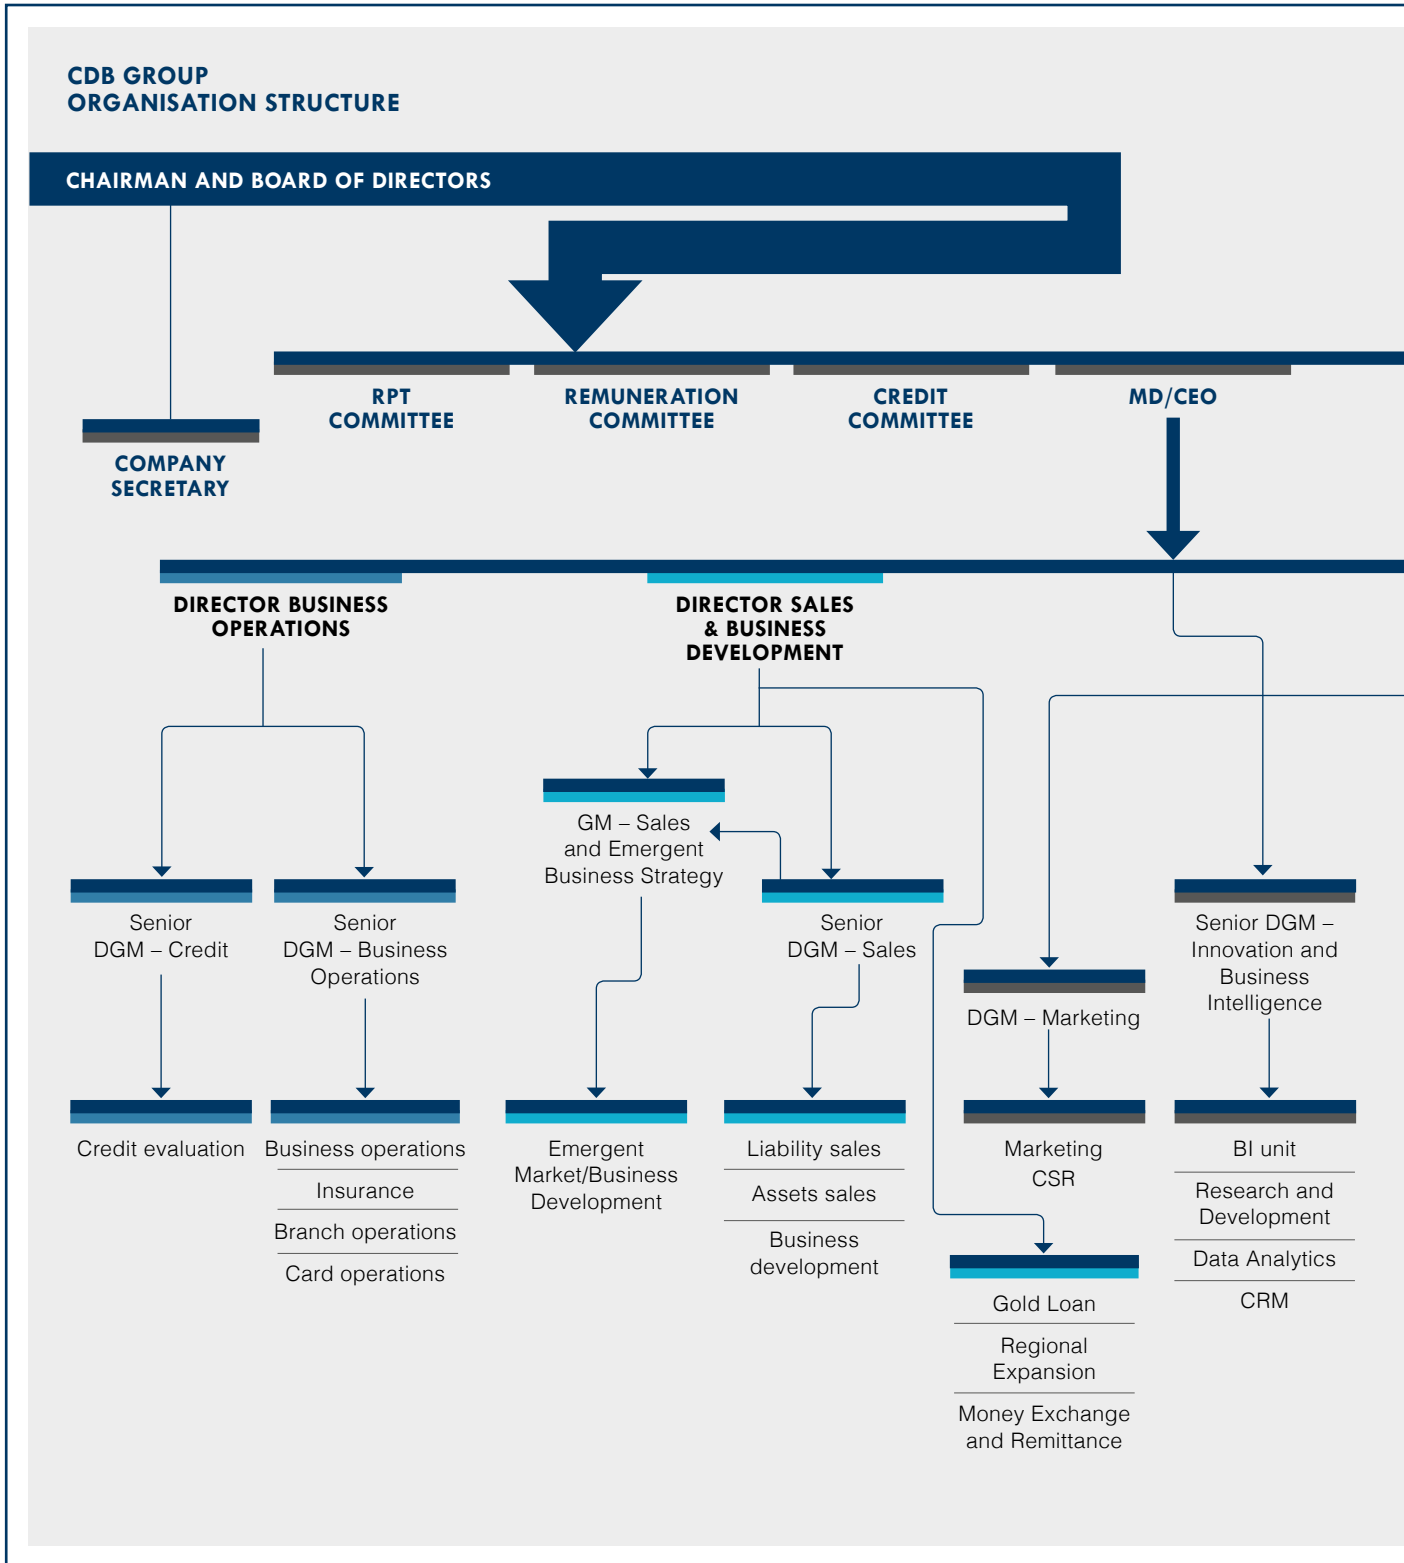 CDB GROUP
ORGANISATION STRUCTURE
CHAIRMAN AND BOARD OF DIRECTORS
RPT
COMMITTEE
REMUNERATION
COMMITTEE
CREDIT
COMMITTEE
MD/CEO
COMPANY
SECRETARY
DIRECTOR BUSINESS
OPERATIONS
DIRECTOR SALES
& BUSINESS
DEVELOPMENT
GM – Sales
and Emergent
Business Strategy
Senior
DGM – Credit
Senior
DGM – Business
Operations
Senior
DGM – Sales
DGM – Marketing
Senior DGM –
Innovation and
Business
Intelligence
Credit evaluation
Business operations
Insurance
Branch operations
Card operations
Emergent
Market/Business
Development
Liability sales
Assets sales
Business
development
Marketing
CSR
BI unit
Research and
Development
Data Analytics
CRM
Gold Loan
Regional
Expansion
Money Exchange
and Remittance